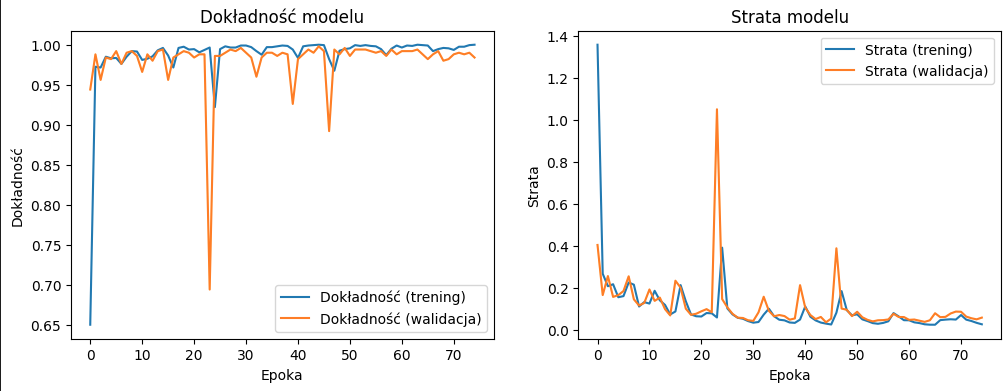 Dokładność modelu
1.00
0.95
0.90
0.85
0.80
0.75
0.70
0.65
Dokładność
Dokładność (trening)
Dokładność (walidacja)
0 10 20 30 40 50 60 70
Epoka
Strata modelu
1.4
1.2
1.0
0.8
0.6
0.4
0.2
0.0
Strata
Strata (trening)
Strata (walidacja)
0 10 20 30 40 50 60 70
Epoka